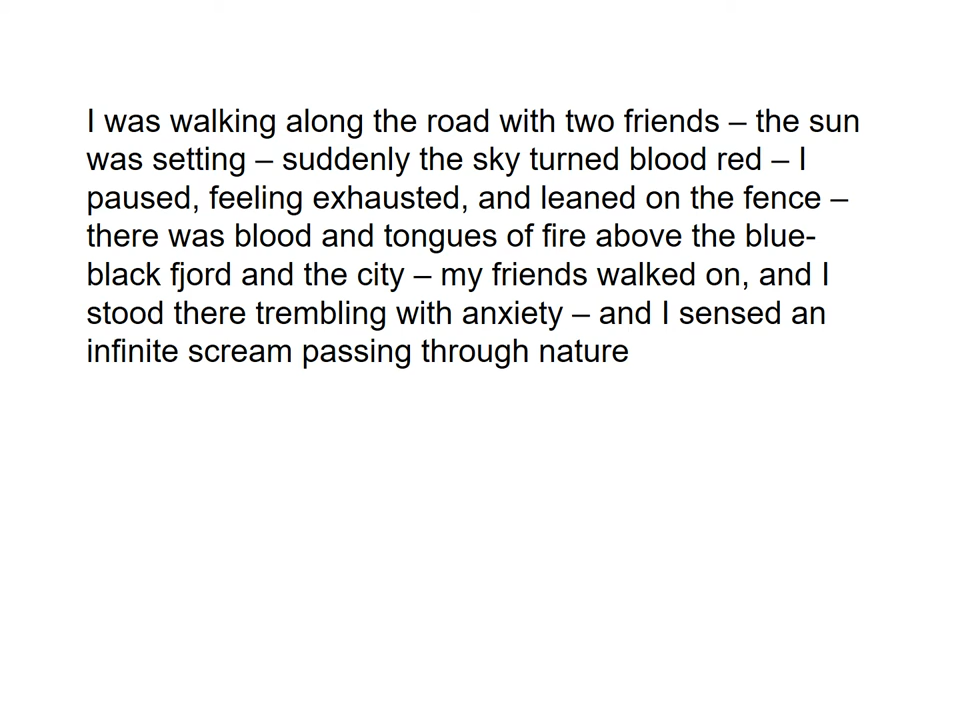 I was walking along the road with two friends – the sun
was setting – suddenly the sky turned blood red – I
paused, feeling exhausted, and leaned on the fence –
there was blood and tongues of fire above the blue-
black fjord and the city – my friends walked on, and I
stood there trembling with anxiety – and I sensed an
infinite scream passing through nature